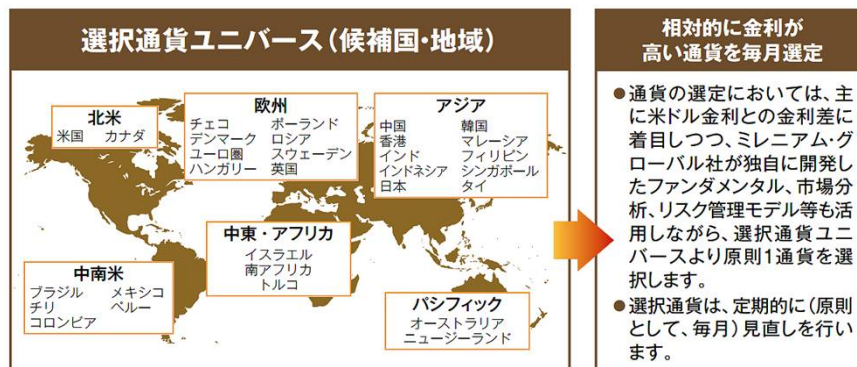 選択通貨ユニバース(候補国・地域)
北米
米国 カナダ
欧州
チェコ ポーランド
デンマーク ロシア
ユーロ圏 スウェーデン
ハンガリー 英国
アジア
中国 韓国
香港 マレーシア
インド フィリピン
インドネシア シンガポール
日本 タイ
中東・アフリカ
イスラエル
南アフリカ
トルコ
中南米
ブラジル メキシコ
チリ ペルー
コロンビア
パシフィック
オーストラリア
ニュージーランド
相対的に金利が
高い通貨を毎月選定
●通貨の選定においては、主
に米ドル金利との金利差に
着目しつつ、ミレニアム・グ
ローバル社が独自に開発し
たファンダメンタル、市場分
析、リスク管理モデル等も活
用しながら、選択通貨ユニ
バースより原則1通貨を選
択します。
●選択通貨は、定期的に(原則
として、毎月)見直しを行い
ます。